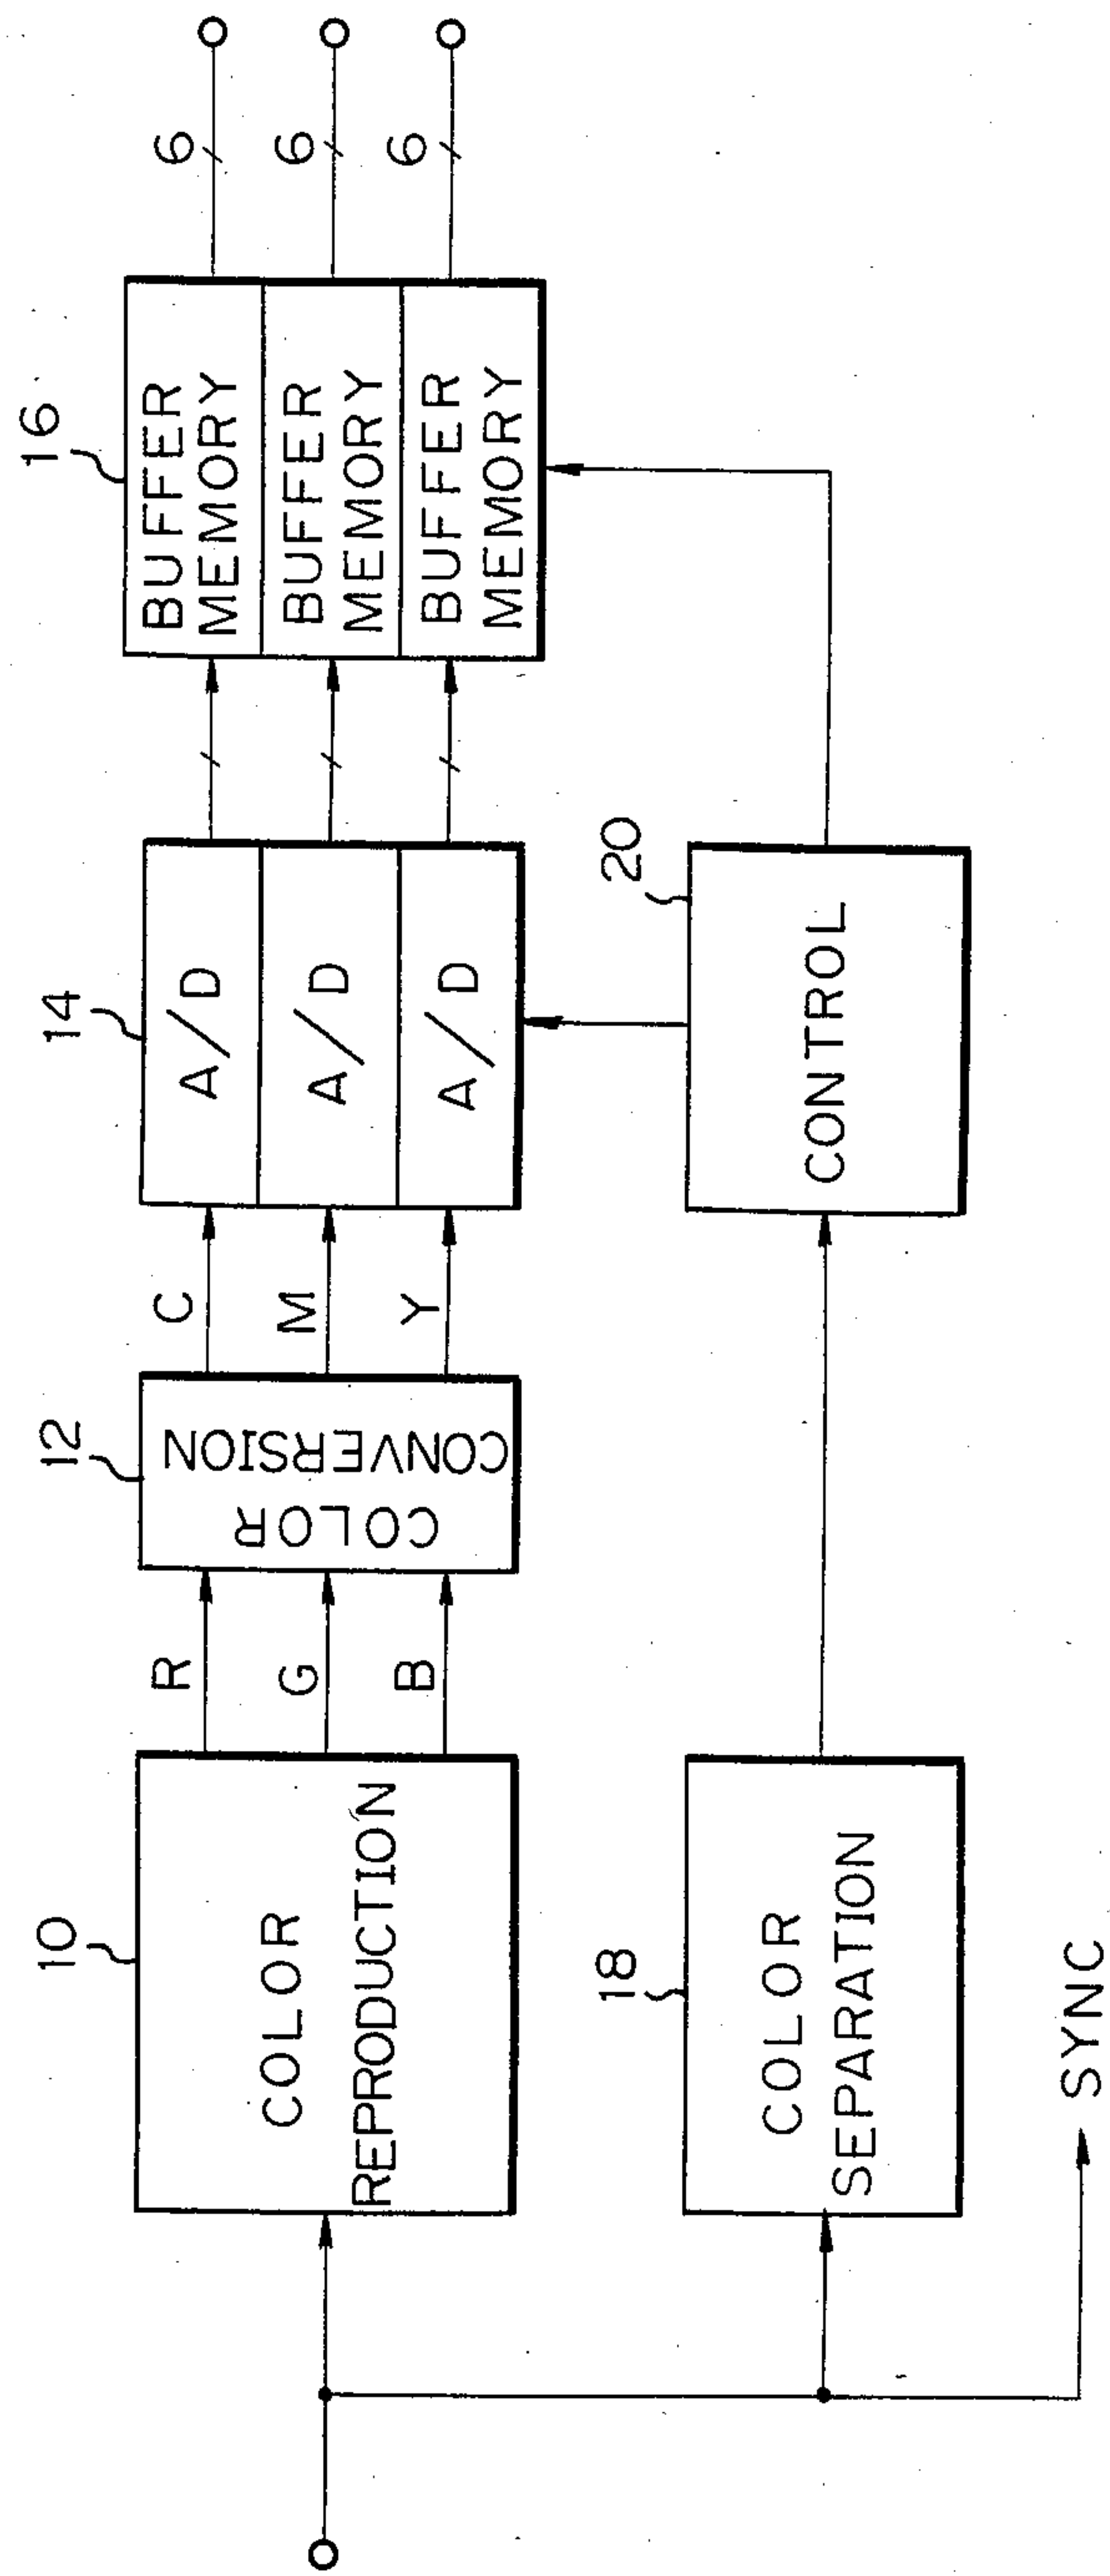 10
COLOR
REPRODUCTION
R
G
B
12
COLOR
CONVERSION
C
M
Y
14
A/D
A/D
A/D
16
BUFFER
MEMORY
BUFFER
MEMORY
BUFFER
MEMORY
6
6
6
18
COLOR
SEPARATION
20
CONTROL
SYNC